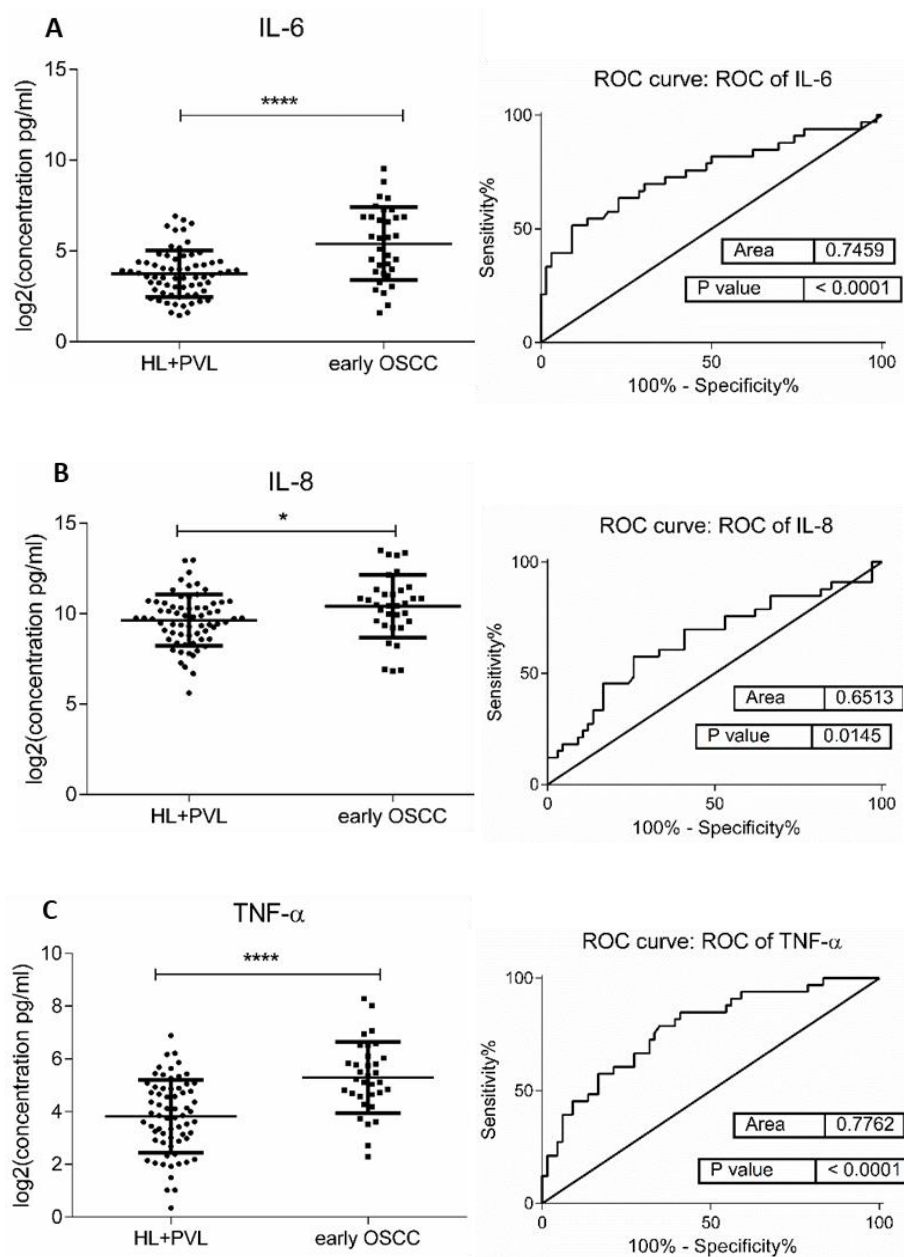 A
IL-6
15
10
5
0
log2(concentration pg/ml)
****
HL+PVL
early OSCC
ROC curve: ROC of IL-6
100
50
0
Sensitivity%
Area 0.7459
P value < 0.0001
0 50 100
100% - Specificity%
B
IL-8
15
10
5
0
log2(concentration pg/ml)
*
HL+PVL
early OSCC
ROC curve: ROC of IL-8
100
50
0
Sensitivity%
Area 0.6513
P value 0.0145
0 50 100
100% - Specificity%
C
TNF-α
10
8
6
4
2
0
log2(concentration pg/ml)
****
HL+PVL
early OSCC
ROC curve: ROC of TNF-α
100
50
0
Sensitivity%
Area 0.7762
P value < 0.0001
0 50 100
100% - Specificity%